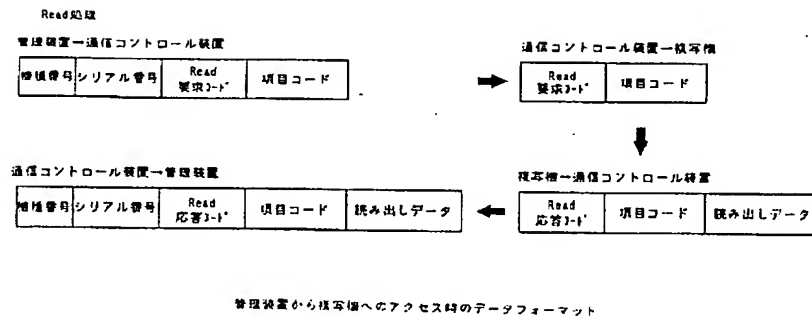 Read処理
管理装置→通信コントロール装置
機種番号 シリアル番号 Read 要求コード 項目コード
通信コントロール装置→複写機
Read 要求コード 項目コード
複写機→通信コントロール装置
Read 応答コード 項目コード 読み出しデータ
通信コントロール装置→管理装置
機種番号 シリアル番号 Read 応答コード 項目コード 読み出しデータ
管理装置から複写機へのアクセス時のデータフォーマット